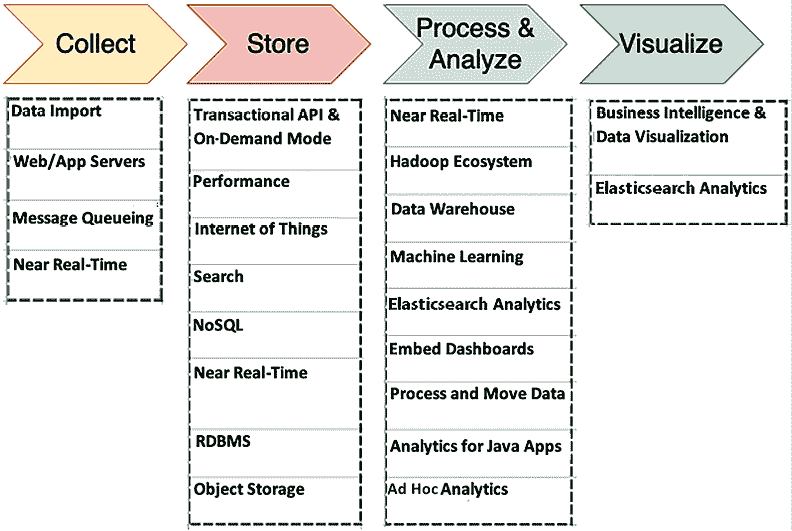 Collect
Store
Process &
Analyze
Visualize
Data Import
Web/App Servers
Message Queueing
Near Real-Time
Transactional API &
On-Demand Mode
Performance
Internet of Things
Search
NoSQL
Near Real-Time
RDBMS
Object Storage
Near Real-Time
Hadoop Ecosystem
Data Warehouse
Machine Learning
Elasticsearch Analytics
Embed Dashboards
Process and Move Data
Analytics for Java Apps
Ad Hoc Analytics
Business Intelligence &
Data Visualization
Elasticsearch Analytics